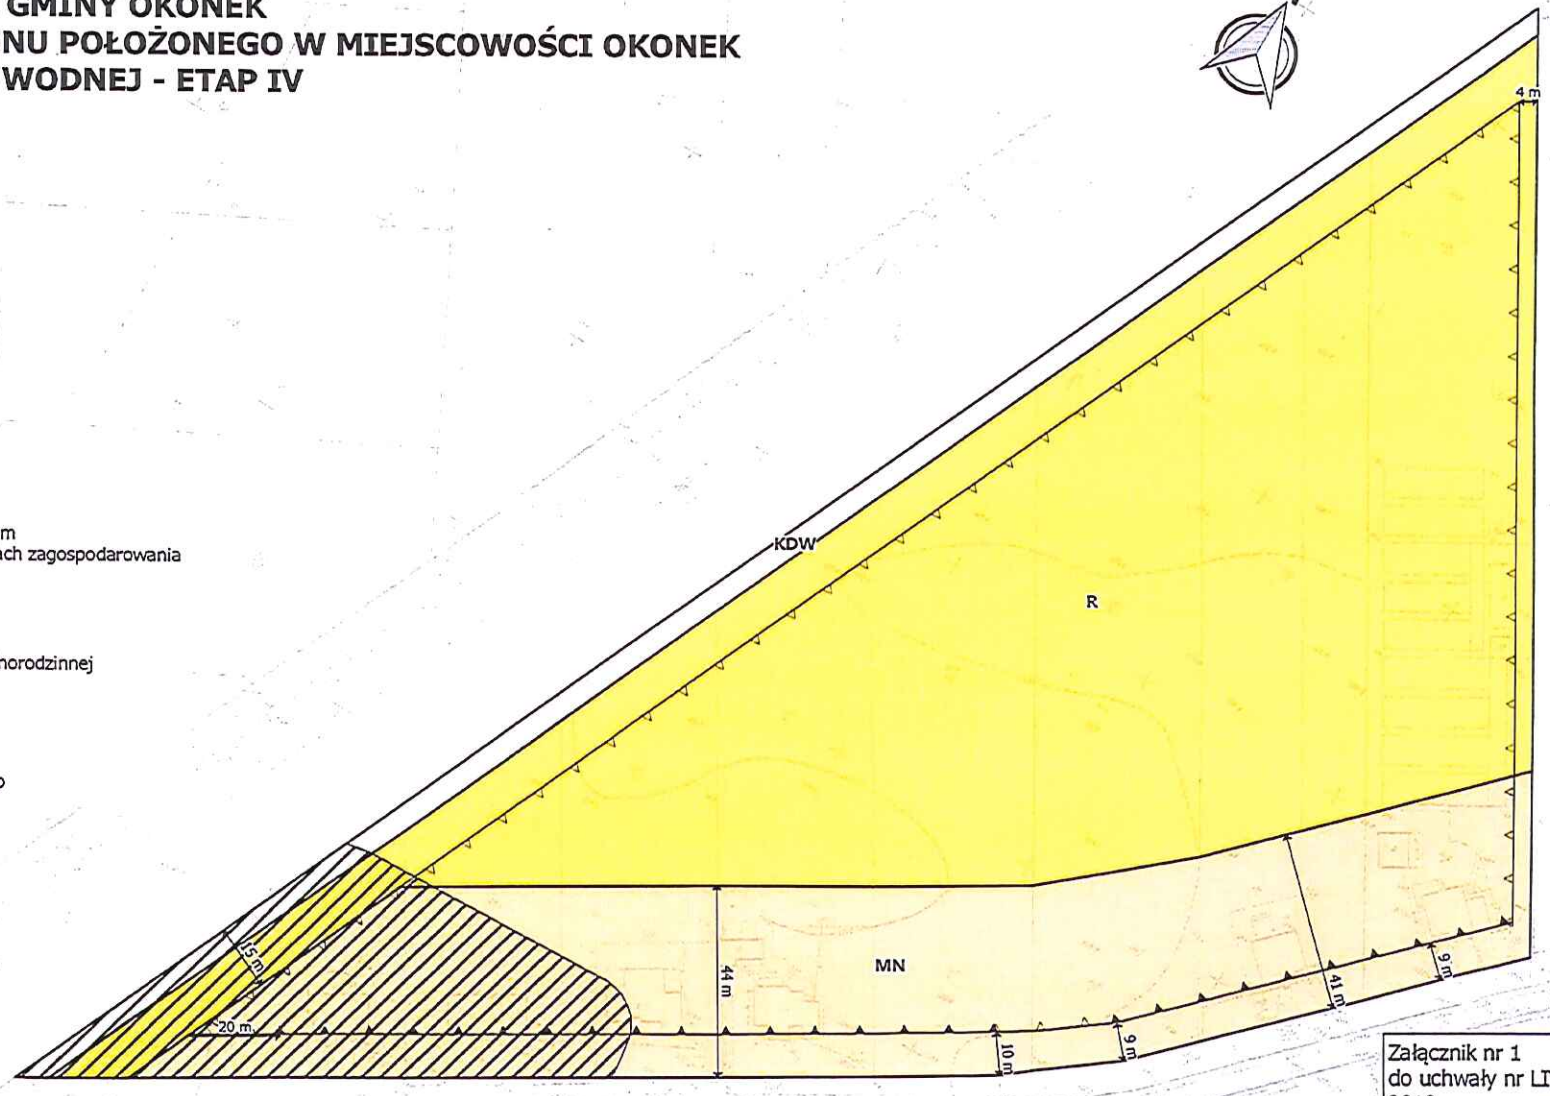 GMINY OKONEK
NU POŁOŻONEGO W MIEJSCOWOŚCI OKONEK
WODNEJ - ETAP IV
4 m
m
ch zagospodarowania
KDW
R
norodzinnej
15 m
20 m
44 m
MN
41 m
9 m
10 m
9 m
Załącznik nr 1
do uchwały nr LI